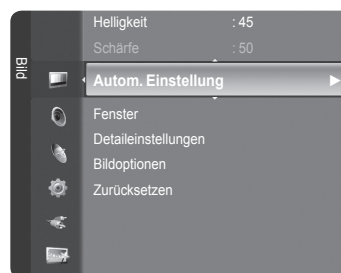 Bild
Helligkeit : 45
Schärfe : 50
Autom. Einstellung
Fenster
Detaileinstellungen
Bildoptionen
Zurücksetzen